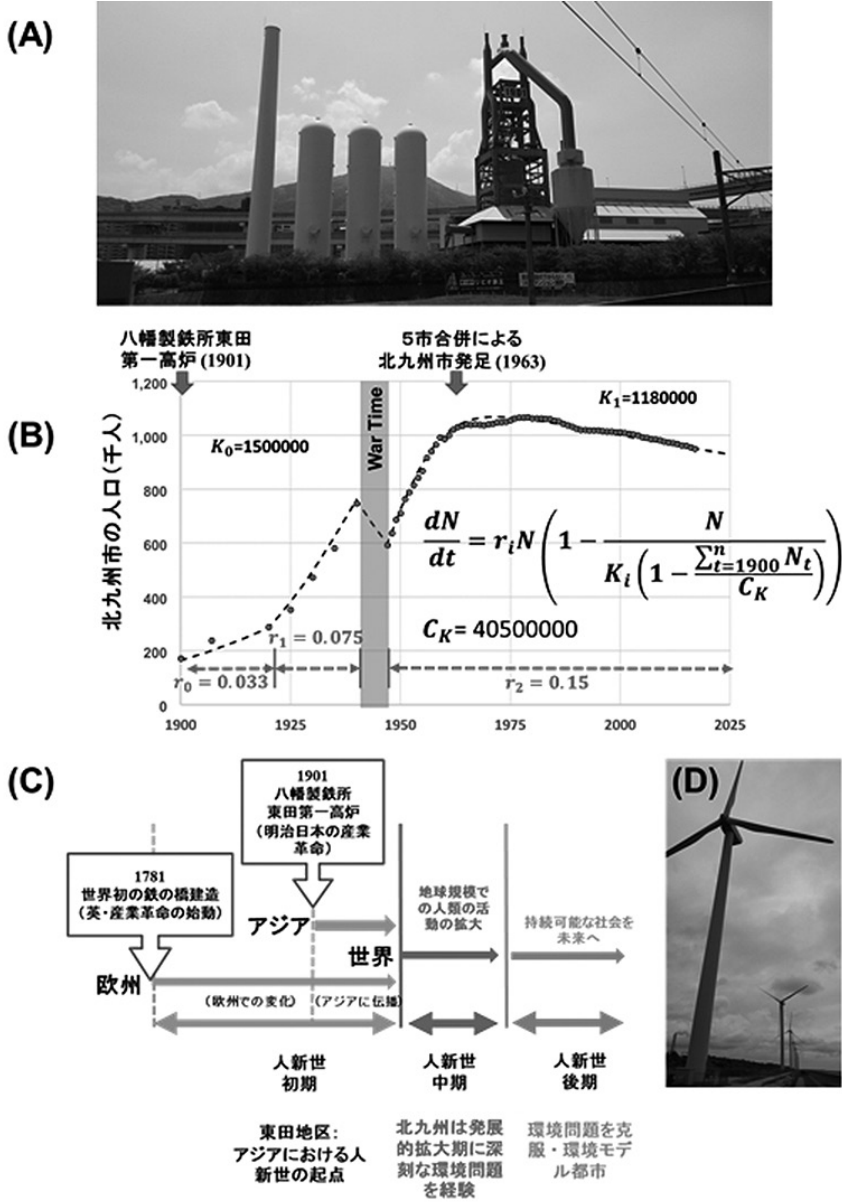 (A)
八幡製鉄所東田
第一高炉 (1901)
5市合併による
北九州市発足 (1963)
(B)
北九州市の人口(千人)
1,200
1,000
800
600
400
200
0
K₀=1500000
War Time
K₁=1180000
dN/dt = rᵢN (1 − N / (Kᵢ (1 − ∑ⁿₜ₌₁₉₀₀ Nₜ / C_K)))
C_K= 40500000
r₁ = 0.075
r₀ = 0.033
r₂ = 0.15
1900
1925
1950
1975
2000
2025
(C)
1901
八幡製鉄所
東田第一高炉
(明治日本の産業
革命)
1781
世界初の鉄の橋建造
(英・産業革命の始動)
アジア
世界
欧州
(欧州での変化)
(アジアに伝播)
地球規模で
の人類の活
動の拡大
持続可能な社会を
未来へ
人新世
初期
人新世
中期
人新世
後期
東田地区:
アジアにおける人
新世の起点
北九州は発展
的拡大期に深
刻な環境問題
を経験
環境問題を克
服・環境モデ
ル都市
(D)